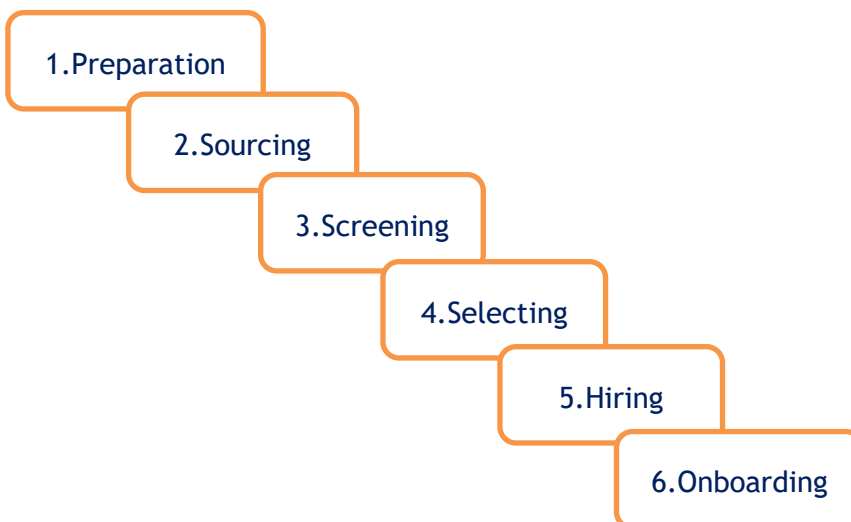 1.Preparation
2.Sourcing
3.Screening
4.Selecting
5.Hiring
6.Onboarding